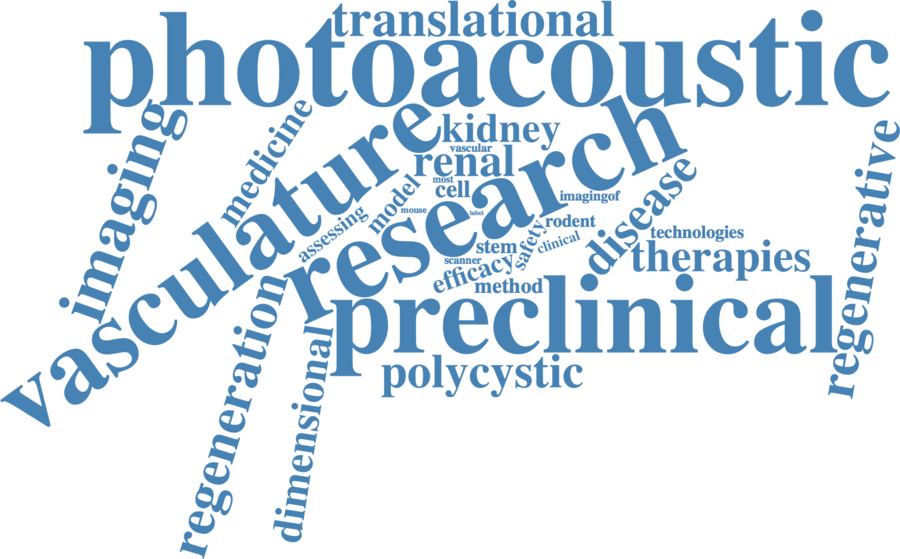 translational
photoacoustic
imaging
medicine
vasculature
kidney
vascular
renal
research
most
cell
model
mouse
label
imagingof
assessing
rodent
disease
regenerative
stem
safety
clinical
technologies
scanner
efficacy
therapies
method
preclinical
regeneration
dimensional
polycystic